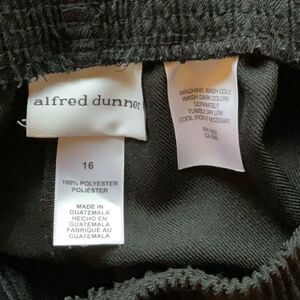 alfred dunner
16
100% POLYESTER
POLIÉSTER
MADE IN
GUATEMALA
HECHO EN
GUATEMALA
FABRIQUÉ AU
GUATEMALA
MACHINE WASH COLD
WASH DARK COLORS
SEPARATELY
TUMBLE DRY LOW
COOL IRON IF NECESSARY